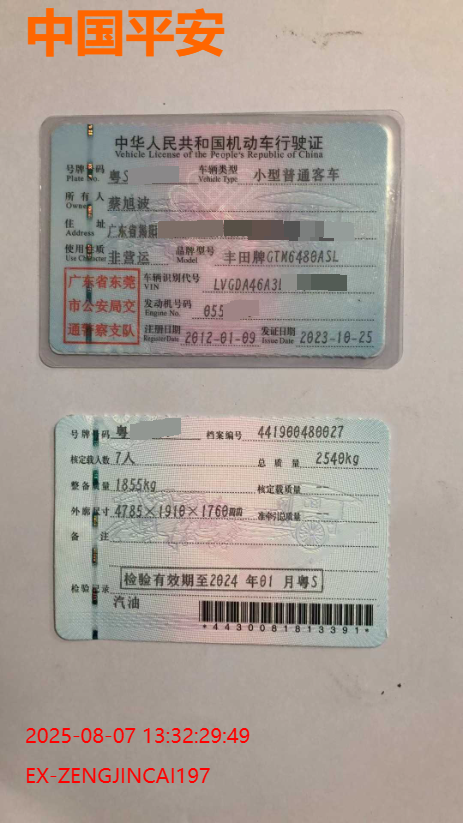 中国平安
中华人民共和国机动车行驶证
Vehicle License of the People's Republic of China
号牌号码 粤S 车辆类型 小型普通客车
Plate No. Vehicle Type
所有人 蔡旭波
Owner
住址 广东省揭阳
Address
使用性质 非营运 品牌型号 丰田牌GTM6480ASL
Use Character Model
广东省东莞
市公安局交
通警察支队
车辆识别代号 LVGDA46A3
VIN
发动机号码 055
Engine No.
注册日期 2012-01-09 发证日期 2023-10-25
Register Date Issue Date
号牌号码 粤 档案编号 441900480027
核定载人数 7人 总质量 2540kg
整备质量 1855kg 核定载质量 --
外廓尺寸 4785×1910×1760mm 准牵引总质量 --
备注
检验有效期至2024 年01 月粤S
检验记录
汽油
*4430081813391*
2025-08-07 13:32:29:49
EX-ZENGJINCAI197